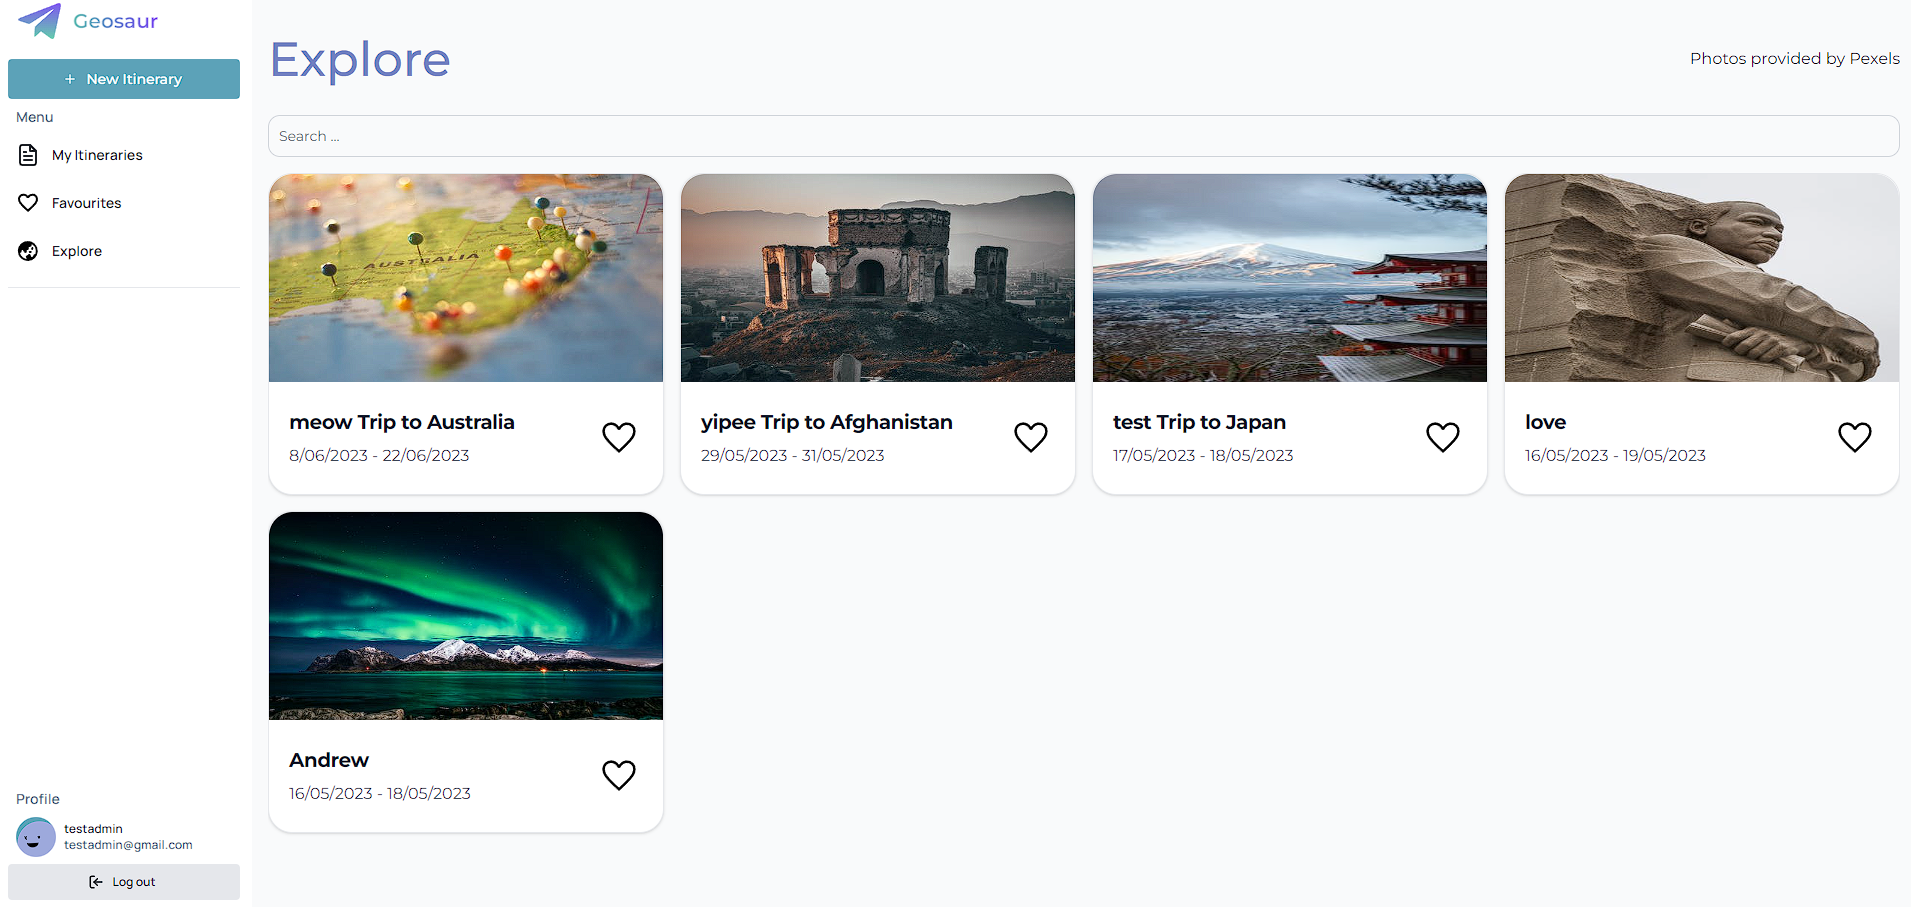 Geosaur
+ New Itinerary
Menu
My Itineraries
Favourites
Explore
Profile
testadmin
testadmin@gmail.com
Log out
Explore
Photos provided by Pexels
Search ...
AUSTRALIA
meow Trip to Australia
8/06/2023 - 22/06/2023
yipee Trip to Afghanistan
29/05/2023 - 31/05/2023
test Trip to Japan
17/05/2023 - 18/05/2023
love
16/05/2023 - 19/05/2023
Andrew
16/05/2023 - 18/05/2023